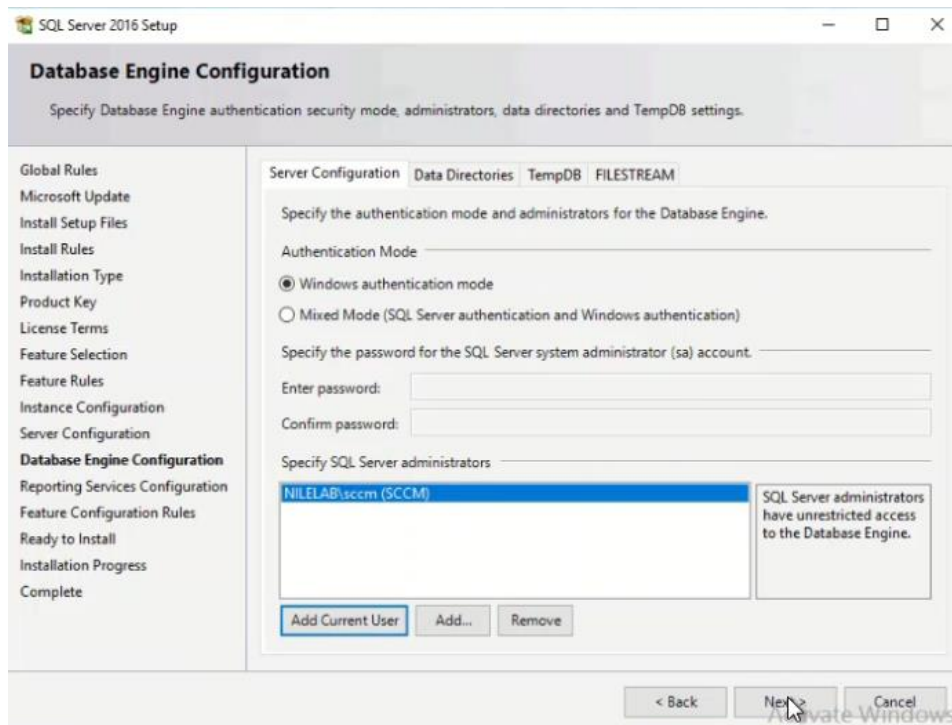 SQL Server 2016 Setup
Database Engine Configuration
Specify Database Engine authentication security mode, administrators, data directories and TempDB settings.
Global Rules
Microsoft Update
Install Setup Files
Install Rules
Installation Type
Product Key
License Terms
Feature Selection
Feature Rules
Instance Configuration
Server Configuration
Database Engine Configuration
Reporting Services Configuration
Feature Configuration Rules
Ready to Install
Installation Progress
Complete
Server Configuration Data Directories TempDB FILESTREAM
Specify the authentication mode and administrators for the Database Engine.
Authentication Mode
Windows authentication mode
Mixed Mode (SQL Server authentication and Windows authentication)
Specify the password for the SQL Server system administrator (sa) account.
Enter password:
Confirm password:
Specify SQL Server administrators
NILELAB\sccm (SCCM)
SQL Server administrators
have unrestricted access
to the Database Engine.
Add Current User Add... Remove
< Back Next > Cancel
Activate Windows